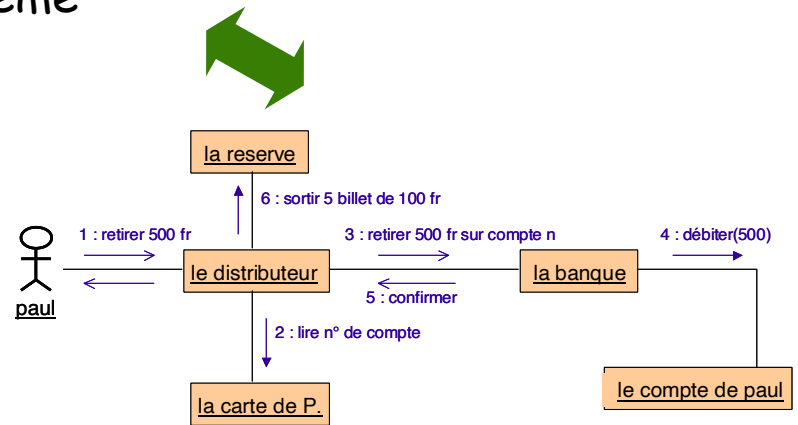 la reserve
6 : sortir 5 billet de 100 fr
1 : retirer 500 fr
3 : retirer 500 fr sur compte n
4 : débiter(500)
le distributeur
la banque
paul
5 : confirmer
2 : lire n° de compte
la carte de P.
le compte de paul